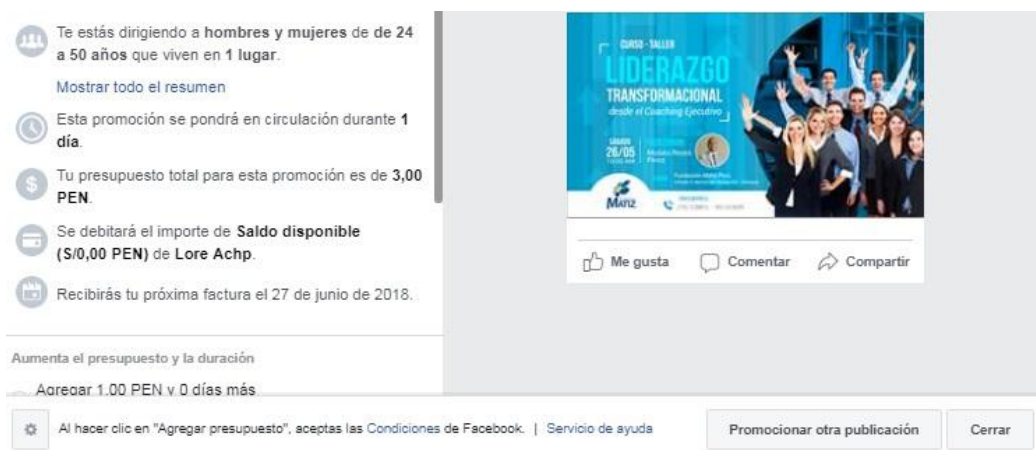 Te estás dirigiendo a hombres y mujeres de de 24
a 50 años que viven en 1 lugar.
Mostrar todo el resumen
Esta promoción se pondrá en circulación durante 1
día.
Tu presupuesto total para esta promoción es de 3,00
PEN.
Se debitará el importe de Saldo disponible
(S/0,00 PEN) de Lore Achp.
Recibirás tu próxima factura el 27 de junio de 2018.
Aumenta el presupuesto y la duración
Agregar 1.00 PEN y 0 días más
CURSO - TALLER
LIDERAZGO
TRANSFORMACIONAL
desde el Coaching Ejecutivo
SÁBADO
26/05
MATIZ
Me gusta
Comentar
Compartir
Al hacer clic en "Agregar presupuesto", aceptas las Condiciones de Facebook. | Servicio de ayuda
Promocionar otra publicación
Cerrar